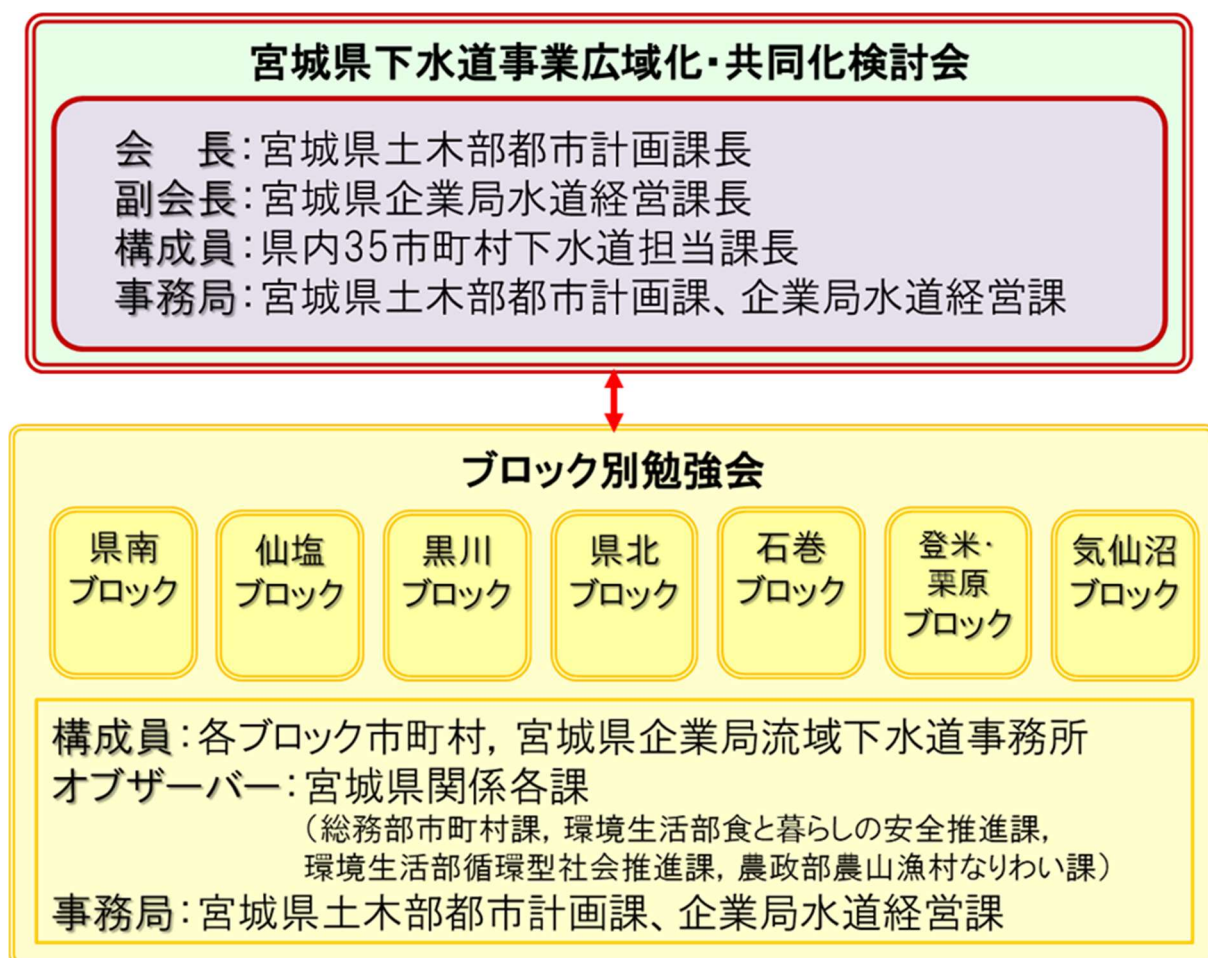 宮城県下水道事業広域化・共同化検討会
会　長：宮城県土木部都市計画課長
副会長：宮城県企業局水道経営課長
構成員：県内35市町村下水道担当課長
事務局：宮城県土木部都市計画課、企業局水道経営課
ブロック別勉強会
県南
ブロック
仙塩
ブロック
黒川
ブロック
県北
ブロック
石巻
ブロック
登米・
栗原
ブロック
気仙沼
ブロック
構成員：各ブロック市町村，宮城県企業局流域下水道事務所
オブザーバー：宮城県関係各課
（総務部市町村課，環境生活部食と暮らしの安全推進課，
環境生活部循環型社会推進課，農政部農山漁村なりわい課）
事務局：宮城県土木部都市計画課、企業局水道経営課